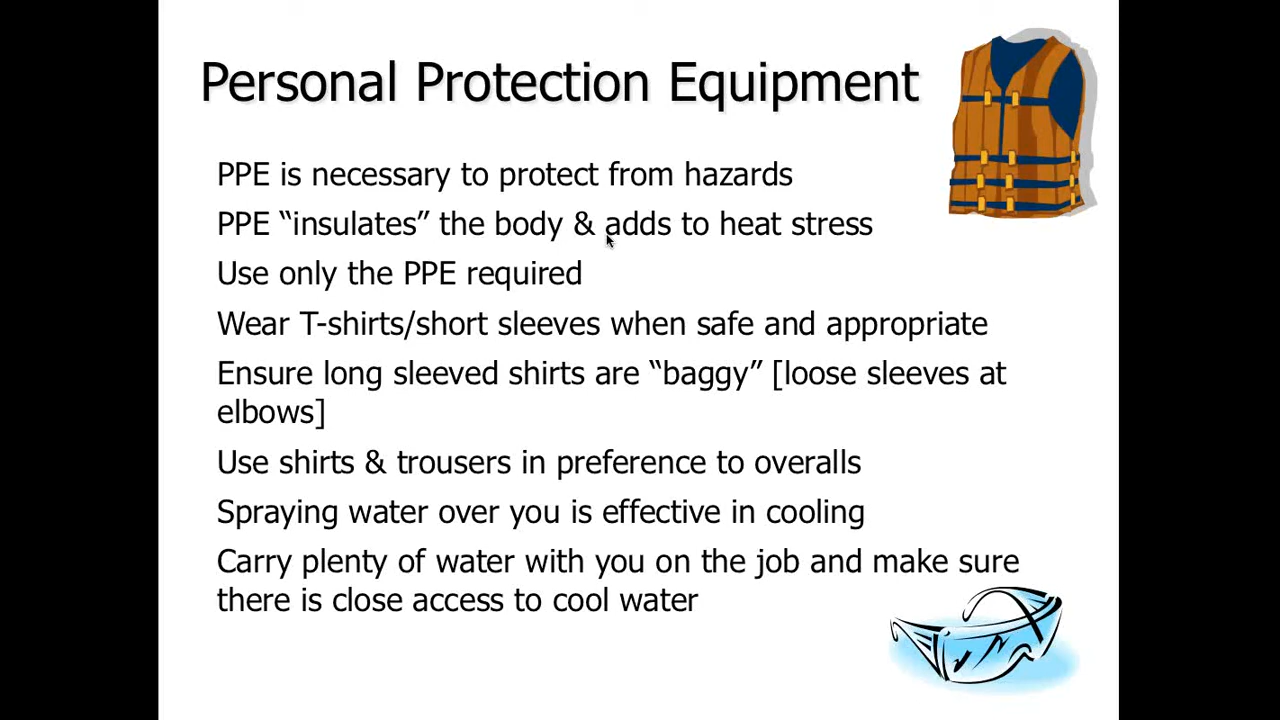 Personal Protection Equipment
PPE is necessary to protect from hazards
PPE “insulates” the body & adds to heat stress
Use only the PPE required
Wear T-shirts/short sleeves when safe and appropriate
Ensure long sleeved shirts are “baggy” [loose sleeves at
elbows]
Use shirts & trousers in preference to overalls
Spraying water over you is effective in cooling
Carry plenty of water with you on the job and make sure
there is close access to cool water